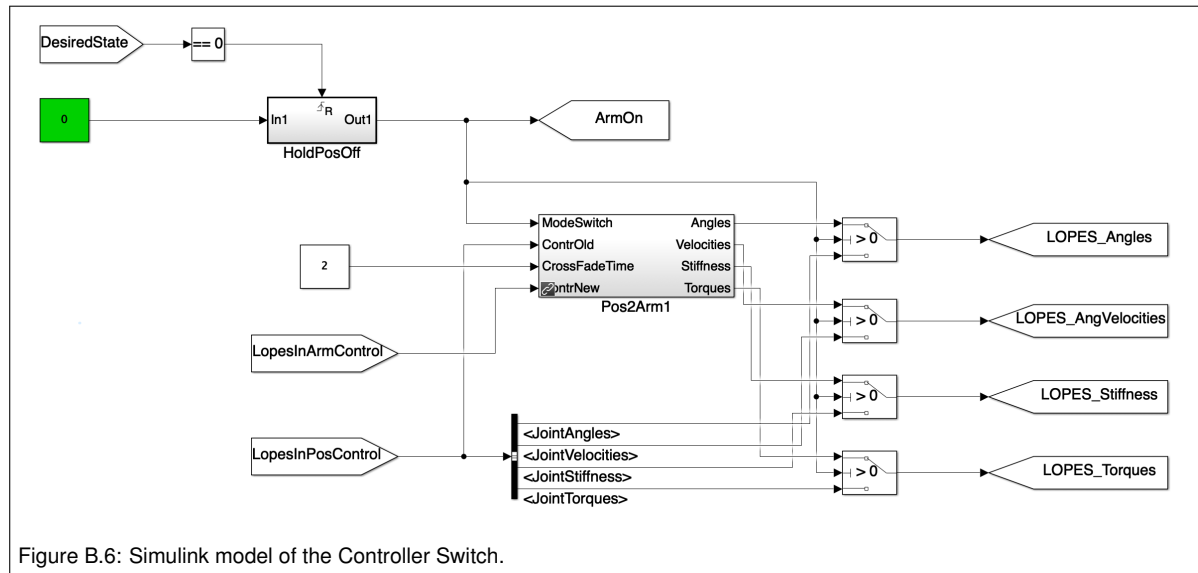 DesiredState
== 0
0
In1
R
Out1
HoldPosOff
ArmOn
ModeSwitch
Angles
ContrOld
Velocities
CrossFadeTime
Stiffness
ontrNew
Torques
Pos2Arm1
2
> 0
LOPES_Angles
> 0
LOPES_AngVelocities
LopesInArmControl
> 0
LOPES_Stiffness
<JointAngles>
LopesInPosControl
<JointVelocities>
> 0
LOPES_Torques
<JointStiffness>
<JointTorques>
Figure B.6: Simulink model of the Controller Switch.